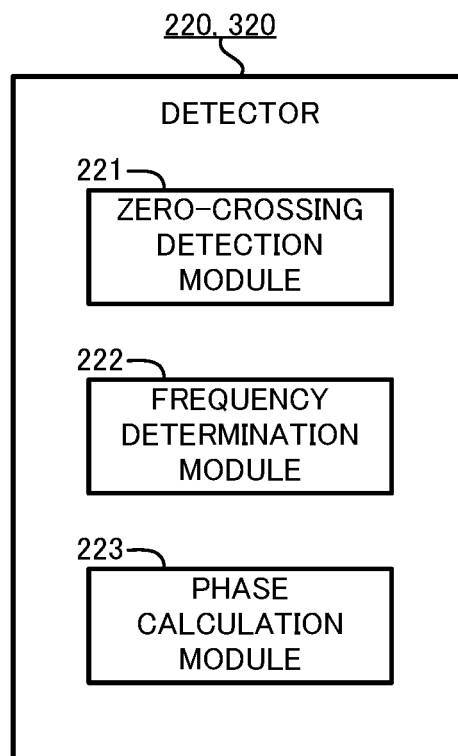 220, 320
DETECTOR
221
ZERO-CROSSING
DETECTION
MODULE
222
FREQUENCY
DETERMINATION
MODULE
223
PHASE
CALCULATION
MODULE